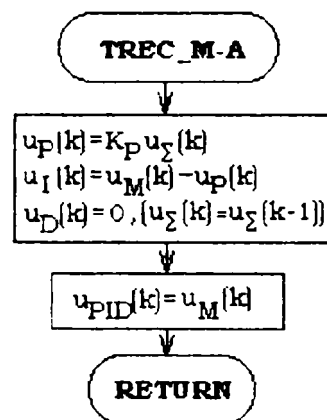 TREC_M-A
u_P(k)=K_P u_Σ(k)
u_I(k)=u_M(k)-u_P(k)
u_D(k)=0,{u_Σ(k)=u_Σ(k-1)}
u_PID(k)=u_M(k)
RETURN